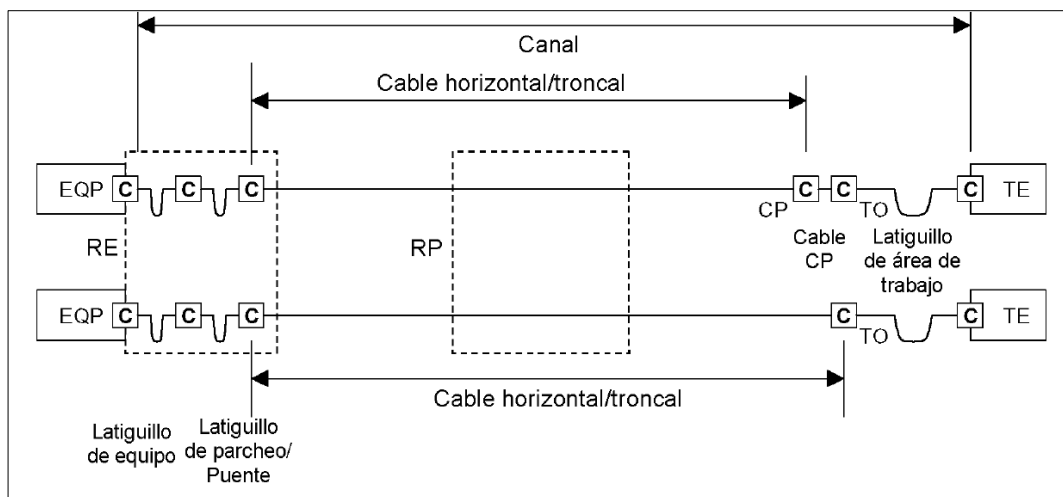 Canal
Cable horizontal/troncal
EQP C C C C C C TE
CP TO
RE RP Cable Latiguillo
CP de área de
trabajo
EQP C C C C C TE
TO
Cable horizontal/troncal
Latiguillo
de equipo
Latiguillo
de parcheo/
Puente